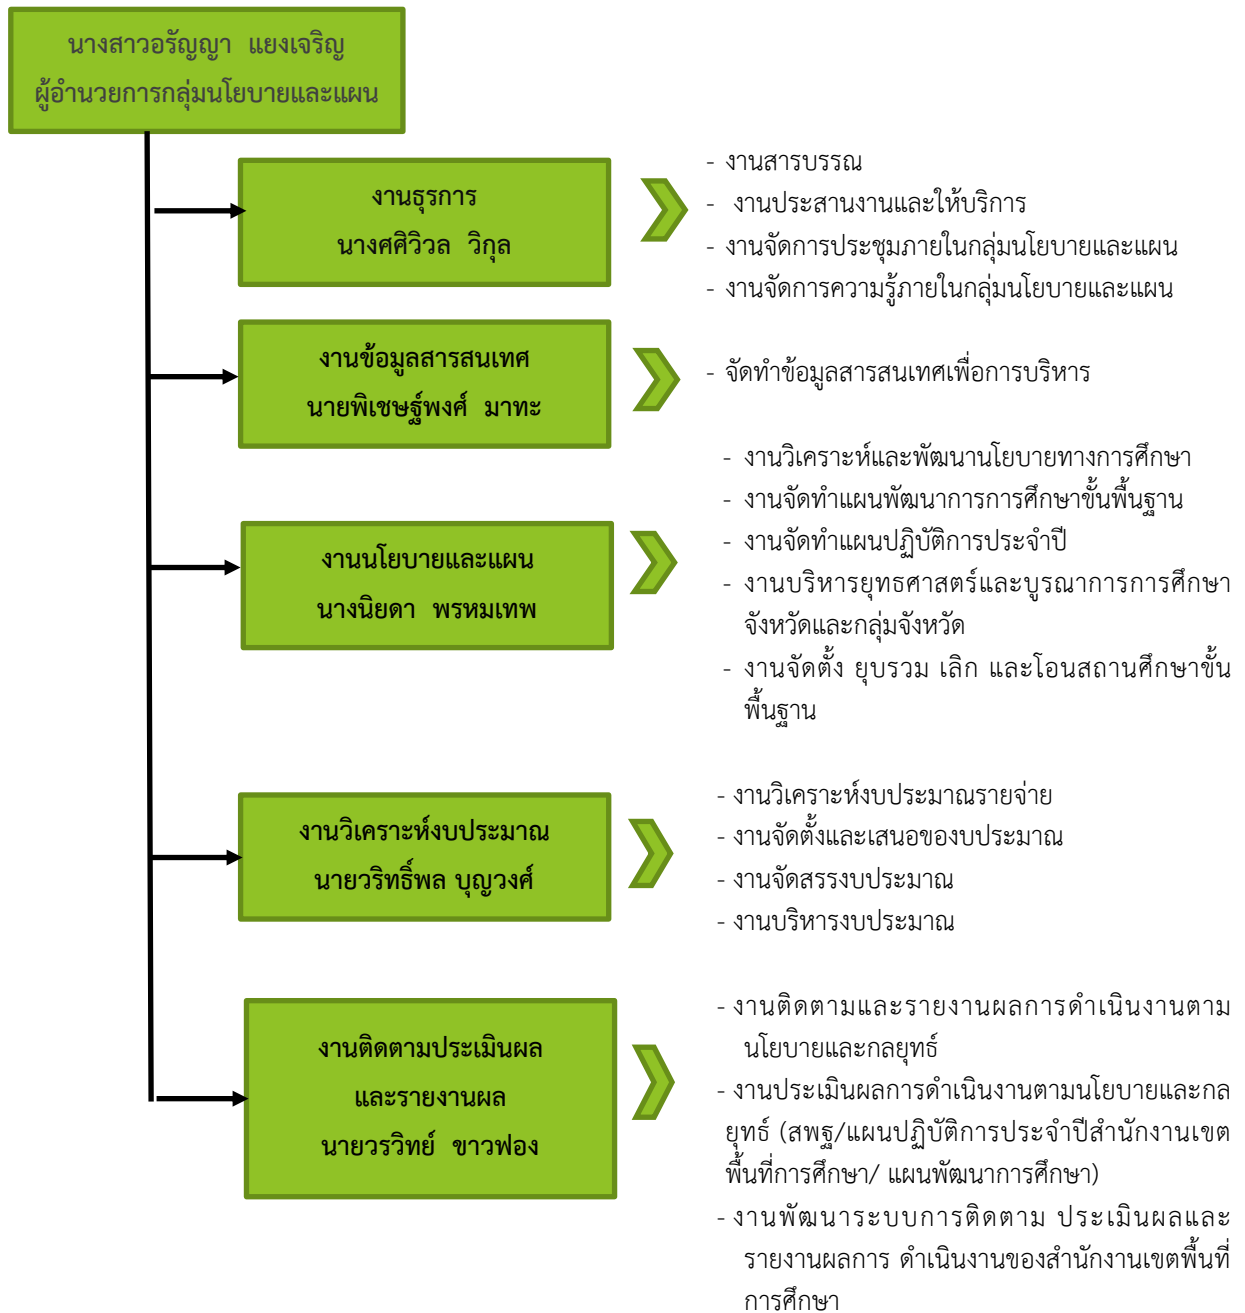 นางสาวอรัญญา แยงเจริญ
ผู้อำนวยการกลุ่มนโยบายและแผน
งานธุรการ
นางศศิวิวล วิกุล
- งานสารบรรณ
- งานประสานงานและให้บริการ
- งานจัดการประชุมภายในกลุ่มนโยบายและแผน
- งานจัดการความรู้ภายในกลุ่มนโยบายและแผน
งานข้อมูลสารสนเทศ
นายพิเชษฐ์พงศ์ มาทะ
- จัดทำข้อมูลสารสนเทศเพื่อการบริหาร
งานนโยบายและแผน
นางนิยดา พรหมเทพ
- งานวิเคราะห์และพัฒนานโยบายทางการศึกษา
- งานจัดทำแผนพัฒนาการการศึกษาขั้นพื้นฐาน
- งานจัดทำแผนปฏิบัติการประจำปี
- งานบริหารยุทธศาสตร์และบูรณาการการศึกษา
จังหวัดและกลุ่มจังหวัด
- งานจัดตั้ง ยุบรวม เลิก และโอนสถานศึกษาขั้น
พื้นฐาน
งานวิเคราะห์งบประมาณ
นายวริทธิ์พล บุญวงศ์
- งานวิเคราะห์งบประมาณรายจ่าย
- งานจัดตั้งและเสนอของบประมาณ
- งานจัดสรรงบประมาณ
- งานบริหารงบประมาณ
งานติดตามประเมินผล
และรายงานผล
นายวรวิทย์ ขาวฟอง
- งานติดตามและรายงานผลการดำเนินงานตาม
นโยบายและกลยุทธ์
- งานประเมินผลการดำเนินงานตามนโยบายและกล
ยุทธ์ (สพฐ/แผนปฏิบัติการประจำปีสำนักงานเขต
พื้นที่การศึกษา/ แผนพัฒนาการศึกษา)
- งานพัฒนาระบบการติดตาม ประเมินผลและ
รายงานผลการ ดำเนินงานของสำนักงานเขตพื้นที่
การศึกษา